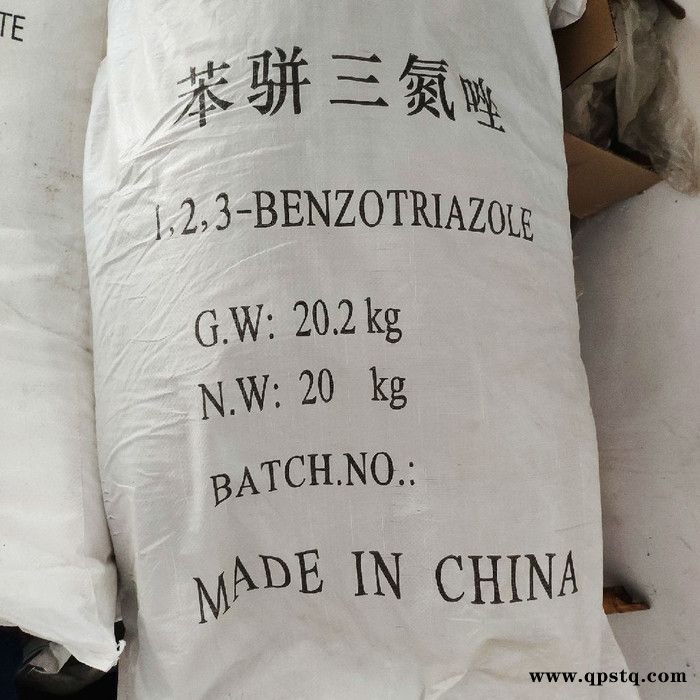 TE
苯骈三氮唑
1,2,3-BENZOTRIAZOLE
G.W: 20.2 kg
N.W: 20 kg
BATCH.NO.:
MADE IN CHINA
www.qpstq.com